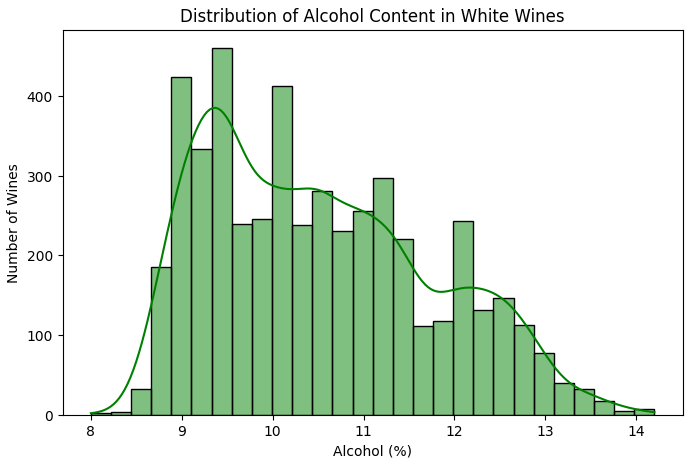 Distribution of Alcohol Content in White Wines
Number of Wines
400
300
200
100
0
8 9 10 11 12 13 14
Alcohol (%)